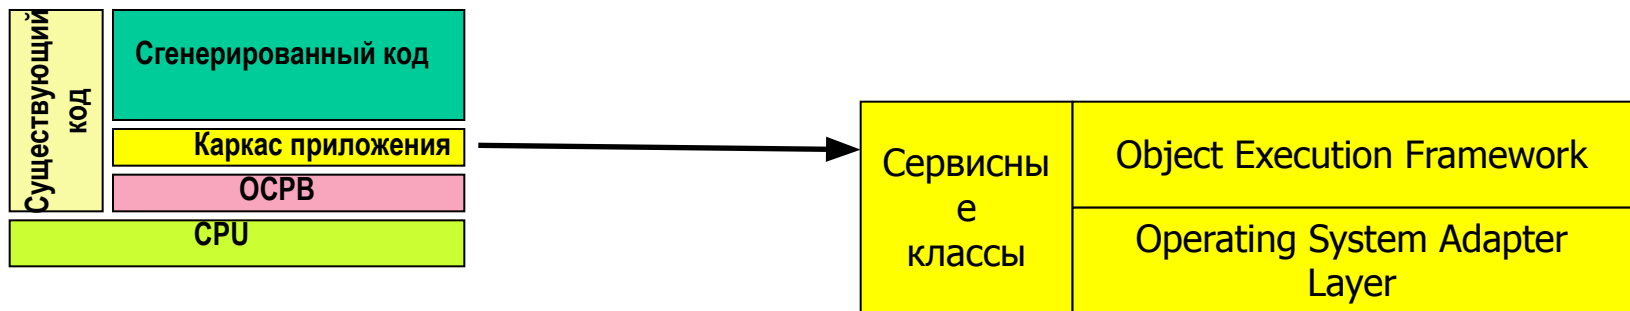 Существующий
код
Сгенерированный код
Каркас приложения
ОСРВ
CPU
Сервисны
е
классы
Object Execution Framework
Operating System Adapter
Layer